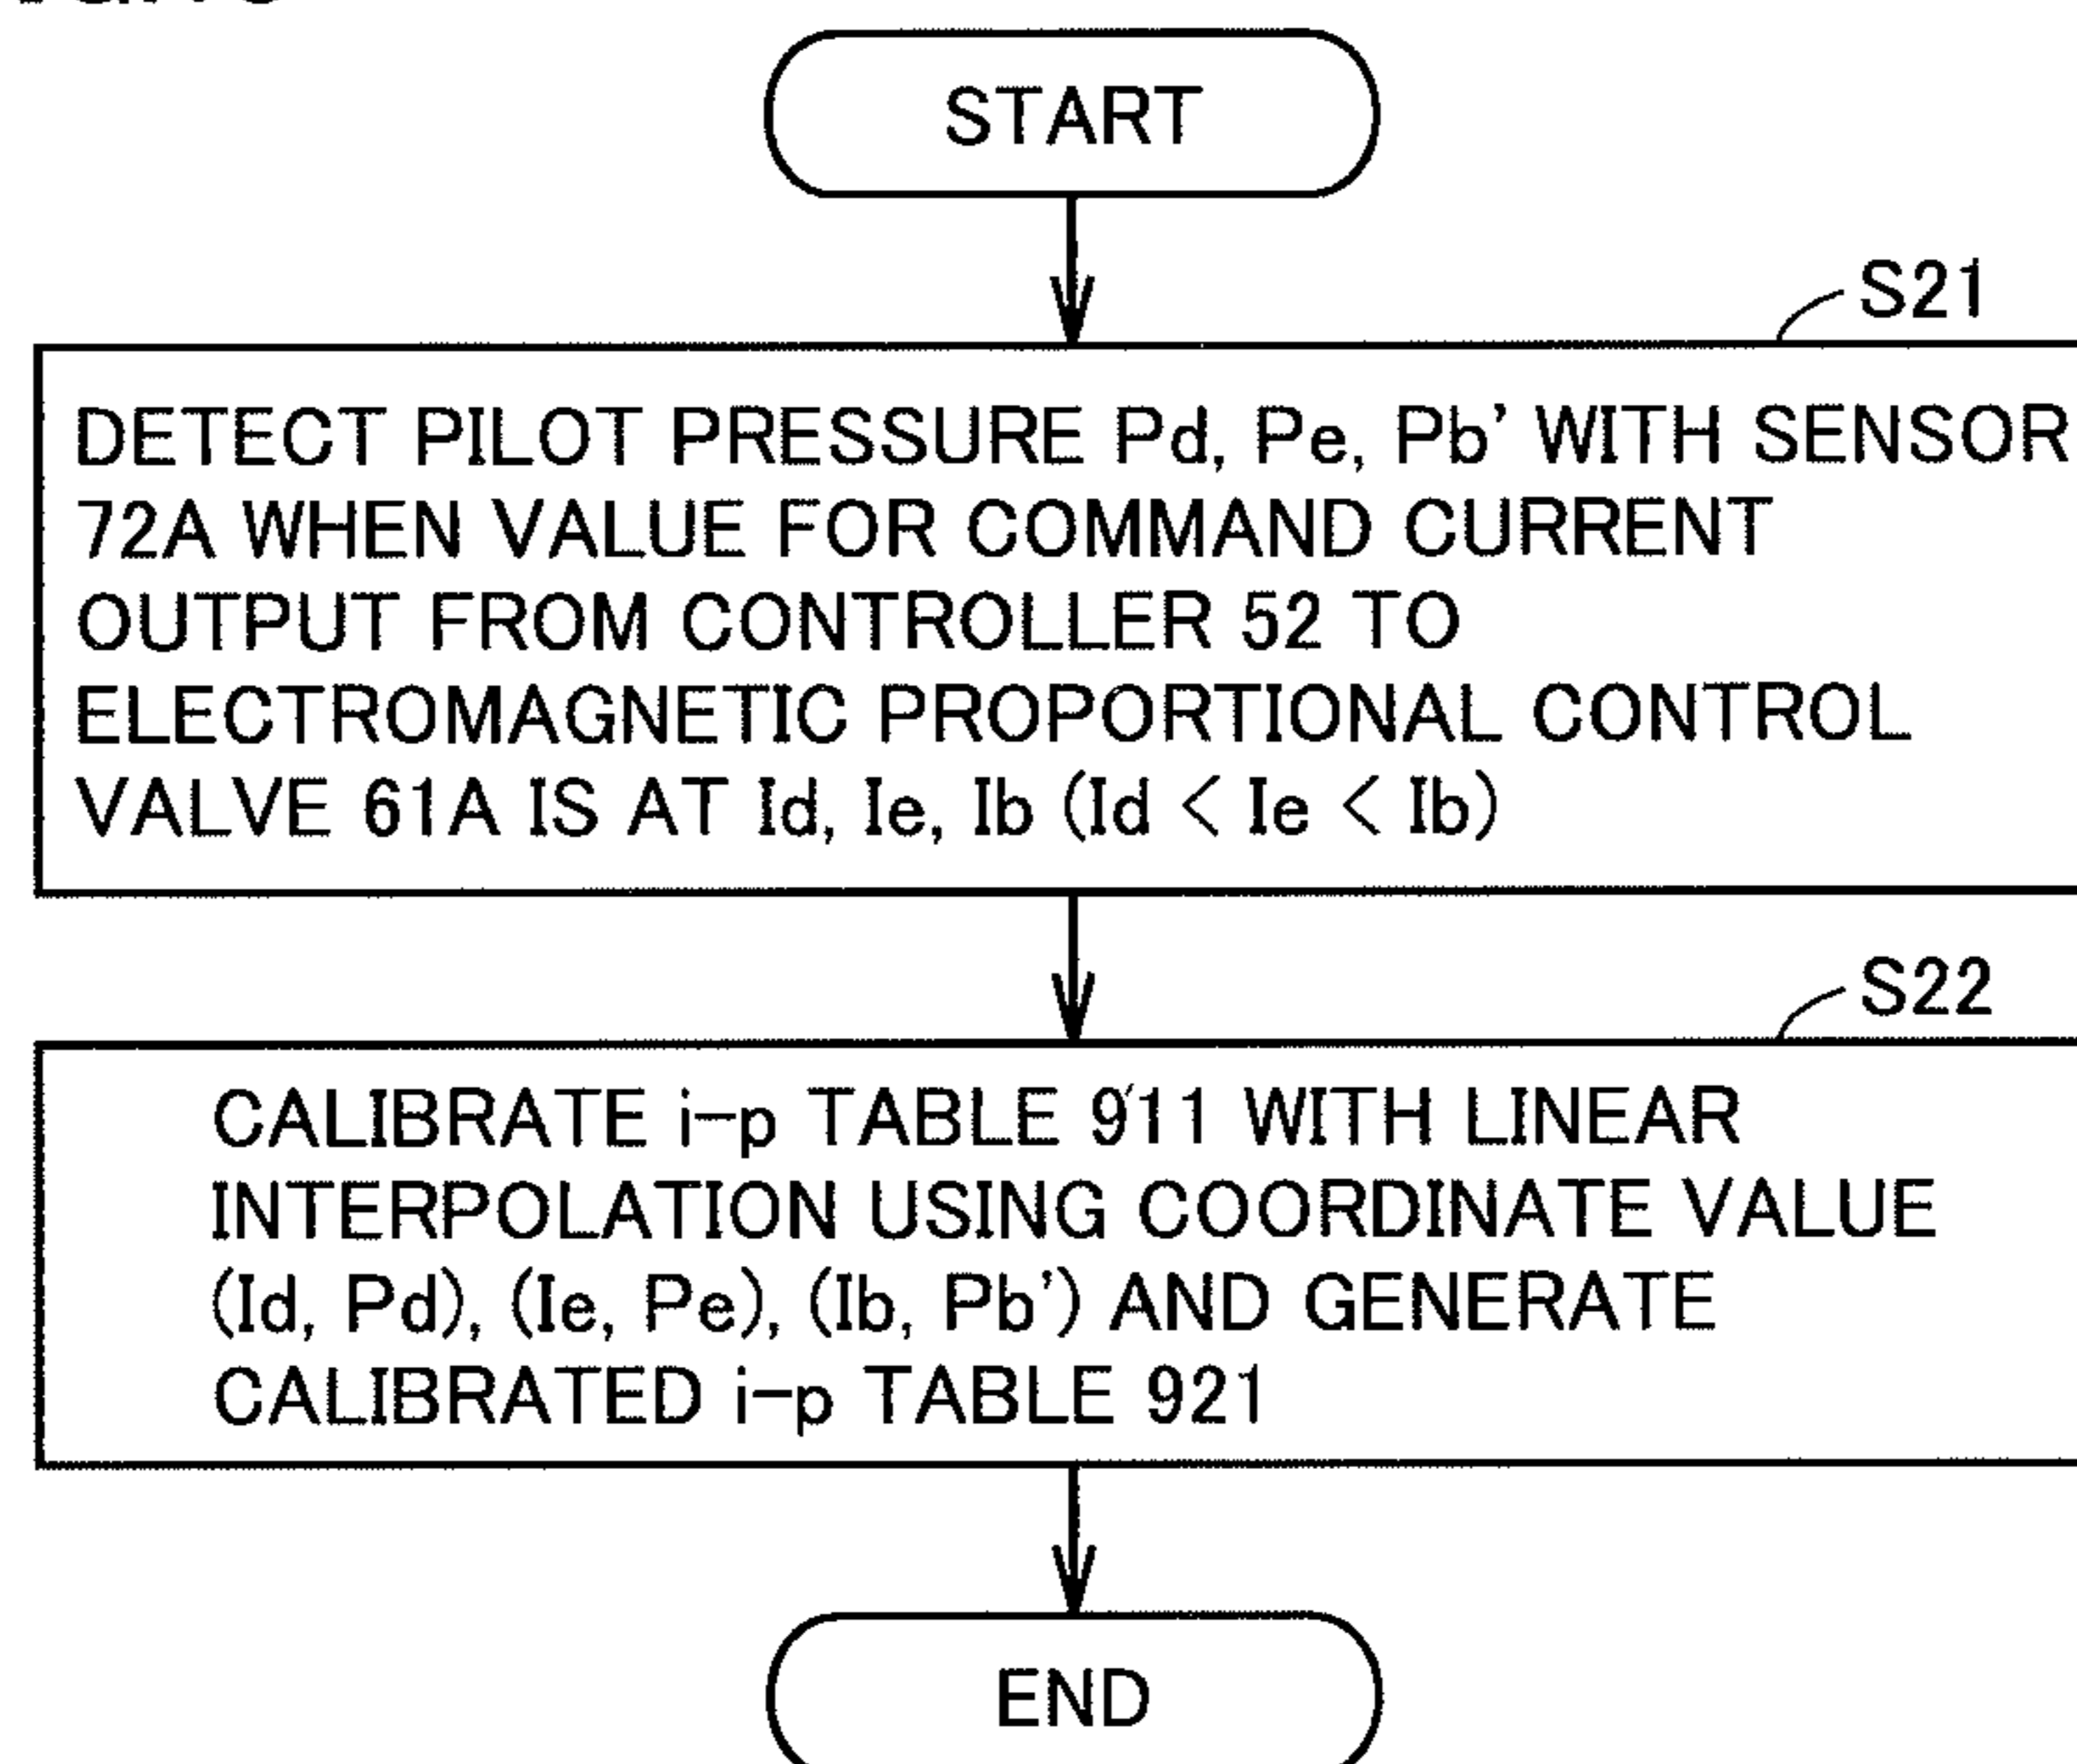 START
S21
DETECT PILOT PRESSURE Pd, Pe, Pb' WITH SENSOR
72A WHEN VALUE FOR COMMAND CURRENT
OUTPUT FROM CONTROLLER 52 TO
ELECTROMAGNETIC PROPORTIONAL CONTROL
VALVE 61A IS AT Id, Ie, Ib (Id < Ie < Ib)
S22
CALIBRATE i-p TABLE 911 WITH LINEAR
INTERPOLATION USING COORDINATE VALUE
(Id, Pd), (Ie, Pe), (Ib, Pb') AND GENERATE
CALIBRATED i-p TABLE 921
END